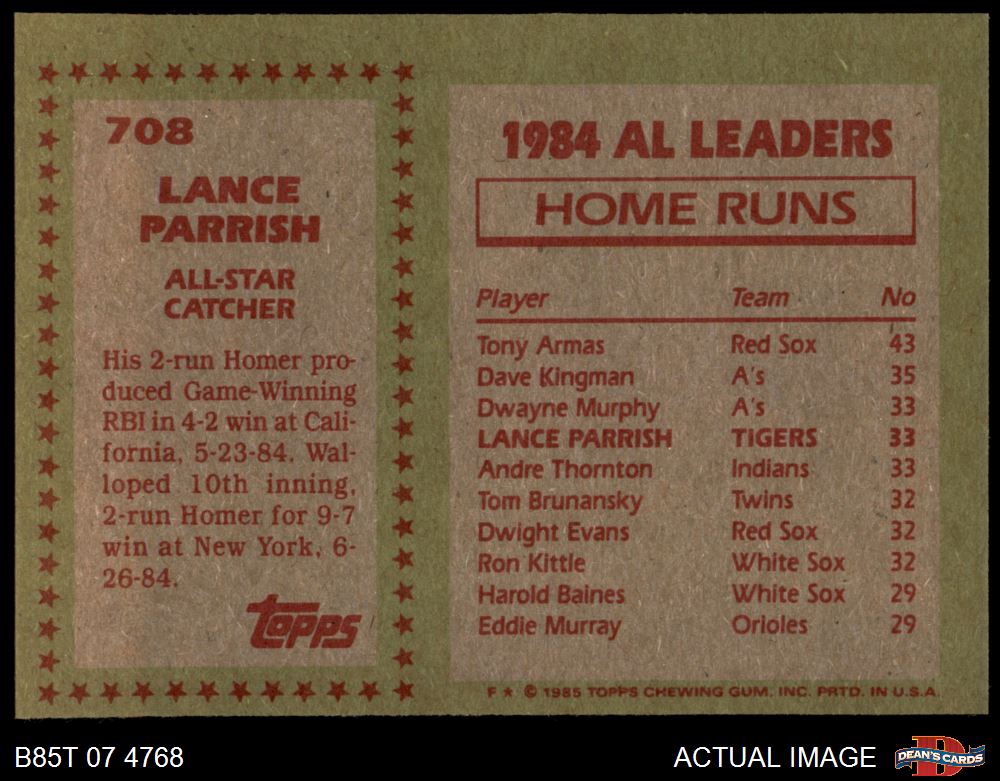 708
LANCE
PARRISH
ALL-STAR
CATCHER
His 2-run Homer pro-
duced Game-Winning
RBI in 4-2 win at Cali-
fornia, 5-23-84. Wal-
loped 10th inning,
2-run Homer for 9-7
win at New York, 6-
26-84.
topps
1984 AL LEADERS
HOME RUNS
Player Team No
Tony Armas Red Sox 43
Dave Kingman A's 35
Dwayne Murphy A's 33
LANCE PARRISH TIGERS 33
Andre Thornton Indians 33
Tom Brunansky Twins 32
Dwight Evans Red Sox 32
Ron Kittle White Sox 32
Harold Baines White Sox 29
Eddie Murray Orioles 29
F ★ © 1985 TOPPS CHEWING GUM, INC. PRTD. IN U.S.A.
B85T 07 4768
ACTUAL IMAGE
D
DEAN'S CARDS